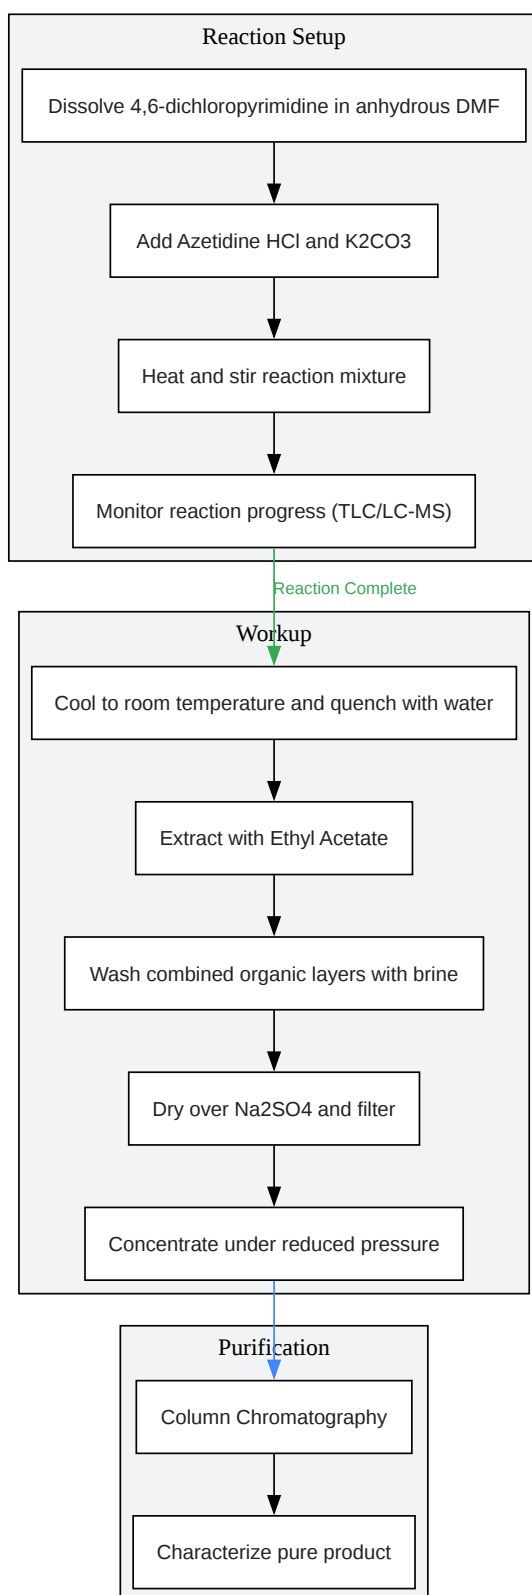 Reaction Setup
Dissolve 4,6-dichloropyrimidine in anhydrous DMF
Add Azetidine HCl and K2CO3
Heat and stir reaction mixture
Monitor reaction progress (TLC/LC-MS)
Reaction Complete
Workup
Cool to room temperature and quench with water
Extract with Ethyl Acetate
Wash combined organic layers with brine
Dry over Na2SO4 and filter
Concentrate under reduced pressure
Purification
Column Chromatography
Characterize pure product